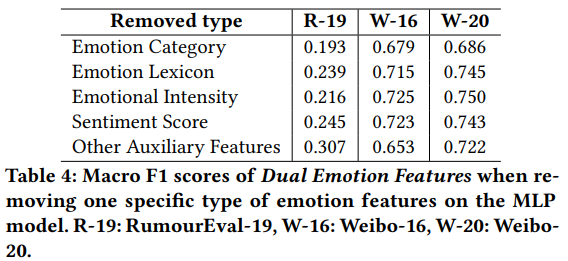 Removed type R-19 W-16 W-20
Emotion Category 0.193 0.679 0.686
Emotion Lexicon 0.239 0.715 0.745
Emotional Intensity 0.216 0.725 0.750
Sentiment Score 0.245 0.723 0.743
Other Auxiliary Features 0.307 0.653 0.722
Table 4: Macro F1 scores of Dual Emotion Features when re-
moving one specific type of emotion features on the MLP
model. R-19: RumourEval-19, W-16: Weibo-16, W-20: Weibo-
20.